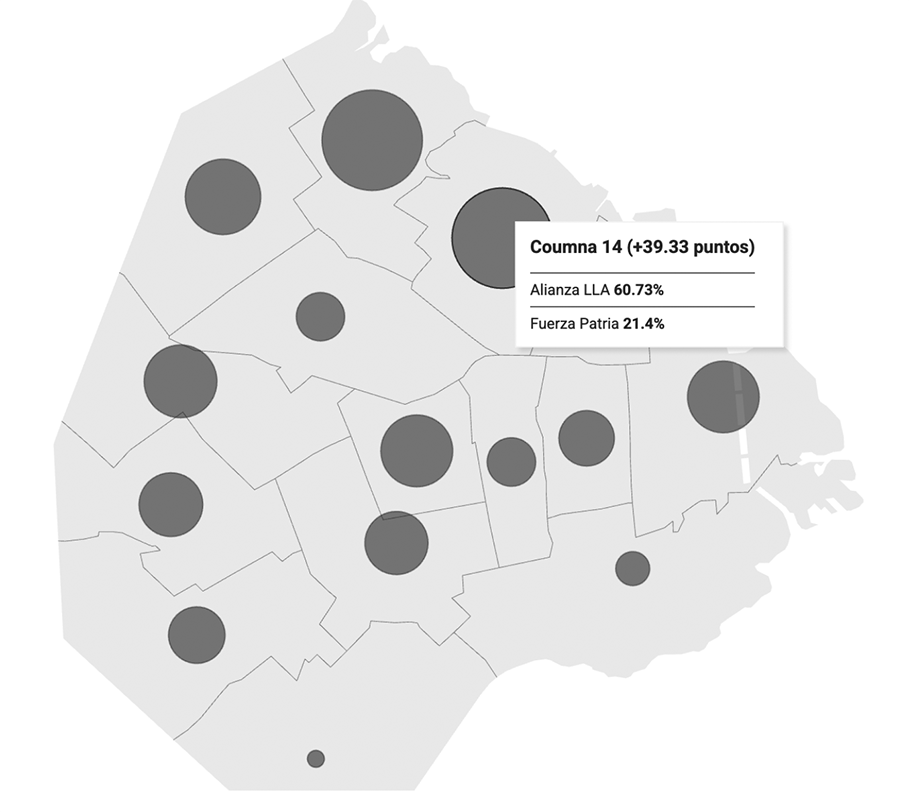 Coumna 14 (+39.33 puntos)
Alianza LLA 60.73%
Fuerza Patria 21.4%